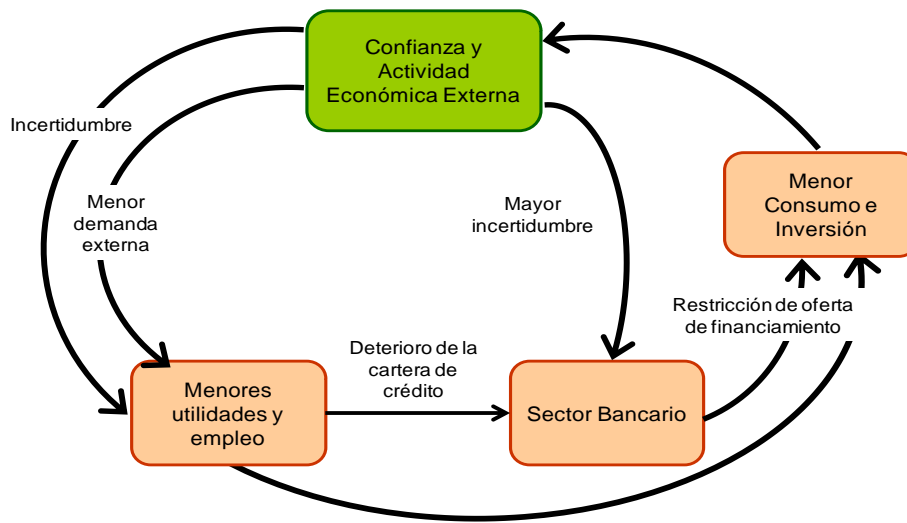 Confianza y
Actividad
Económica Externa
Incertidumbre
Menor
demanda
externa
Mayor
incertidumbre
Menor
Consumo e
Inversión
Restricción de oferta
de financiamiento
Deterioro de la
cartera de
crédito
Menores
utilidades y
empleo
Sector Bancario